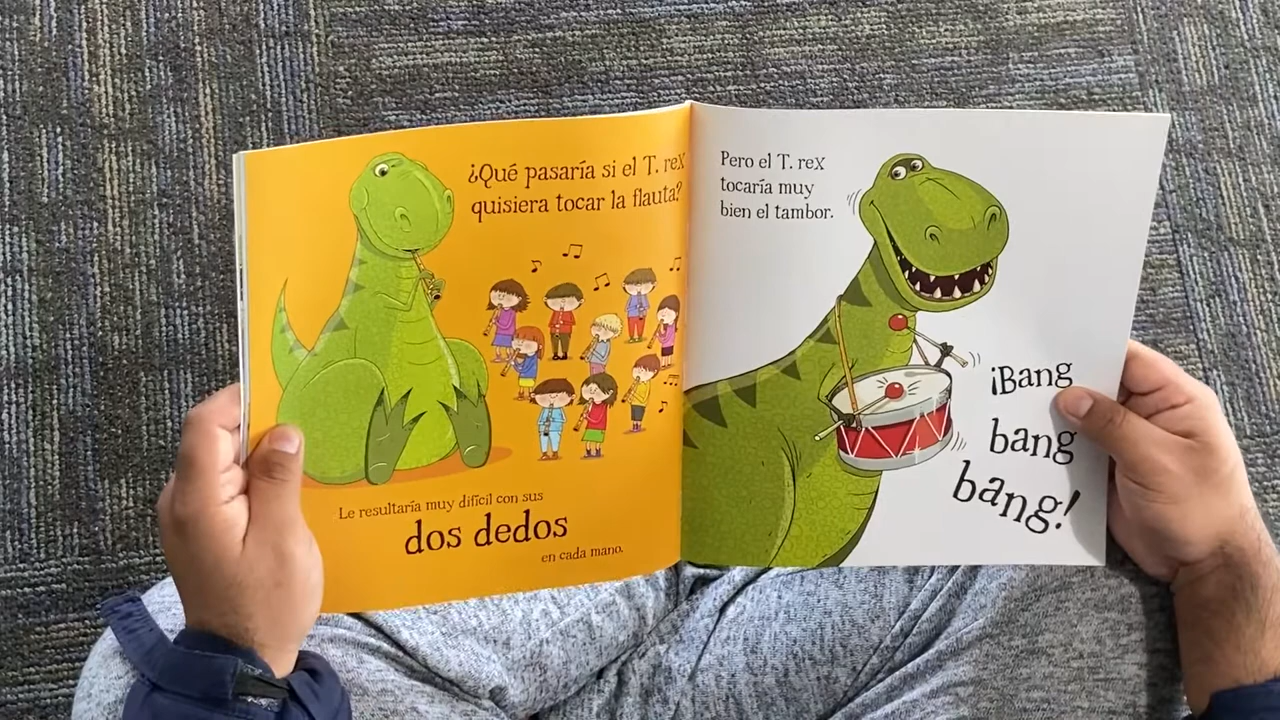 ¿Qué pasaría si el T. rex
quisiera tocar la flauta?
Le resultaría muy difícil con sus
dos dedos
en cada mano.
Pero el T. rex
tocaría muy
bien el tambor.
¡Bang
bang
bang!